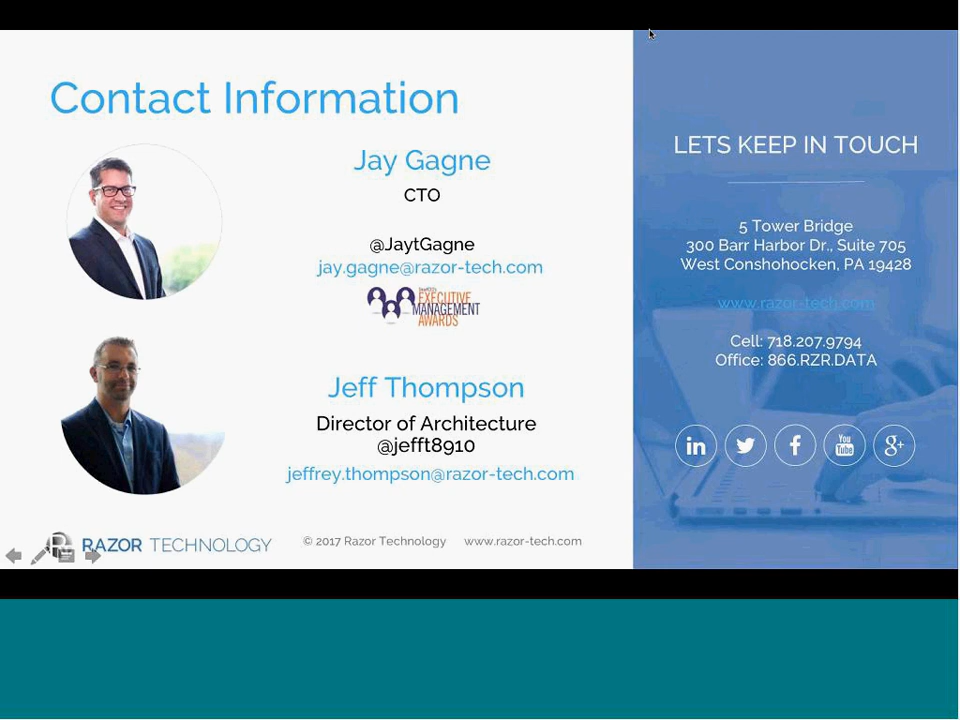 Contact Information
Jay Gagne
CTO
@JaytGagne
jay.gagne@razor-tech.com
EXECUTIVE
MANAGEMENT
AWARDS
Jeff Thompson
Director of Architecture
@jefft8910
jeffrey.thompson@razor-tech.com
RAZOR TECHNOLOGY
© 2017 Razor Technology www.razor-tech.com
LETS KEEP IN TOUCH
5 Tower Bridge
300 Barr Harbor Dr., Suite 705
West Conshohocken, PA 19428
www.razor-tech.com
Cell: 718.207.9794
Office: 866.RZR.DATA
in
f
You
Tube
g+